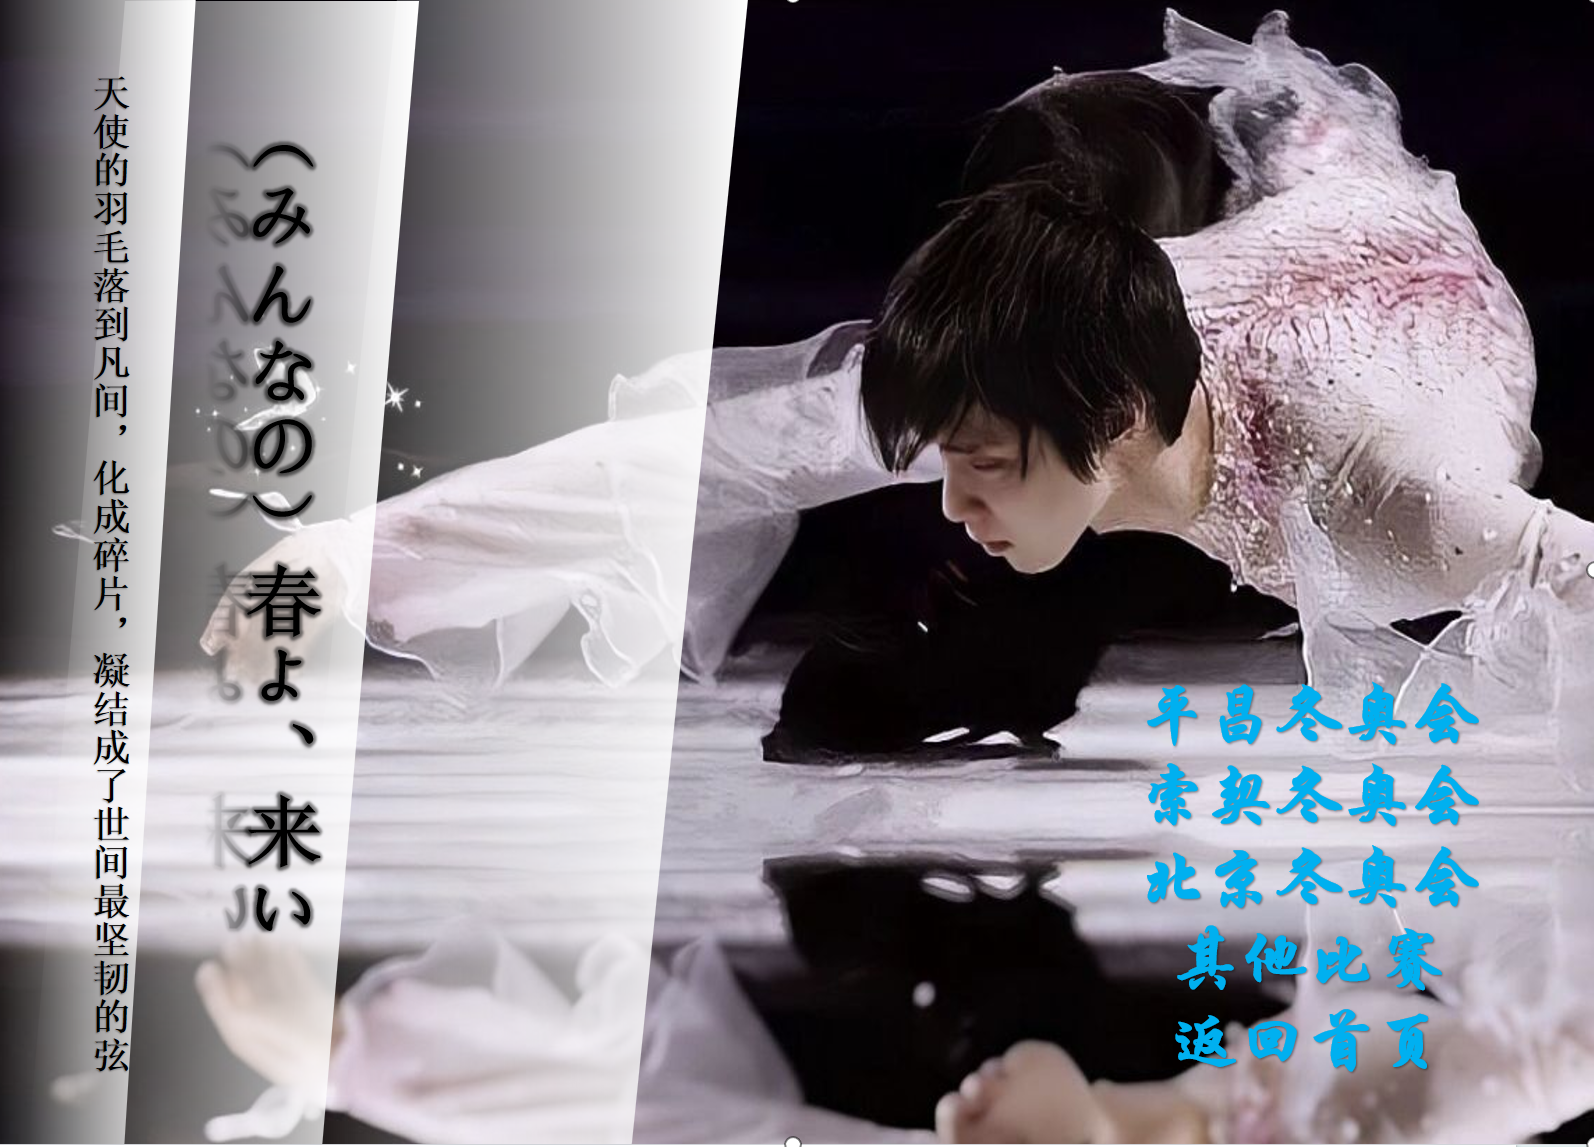 天使的羽毛落到凡间，化成碎片，凝结成了世间最坚韧的弦
（みんなの）春よ、来い
平昌冬奥会
索契冬奥会
北京冬奥会
其他比赛
返回首页